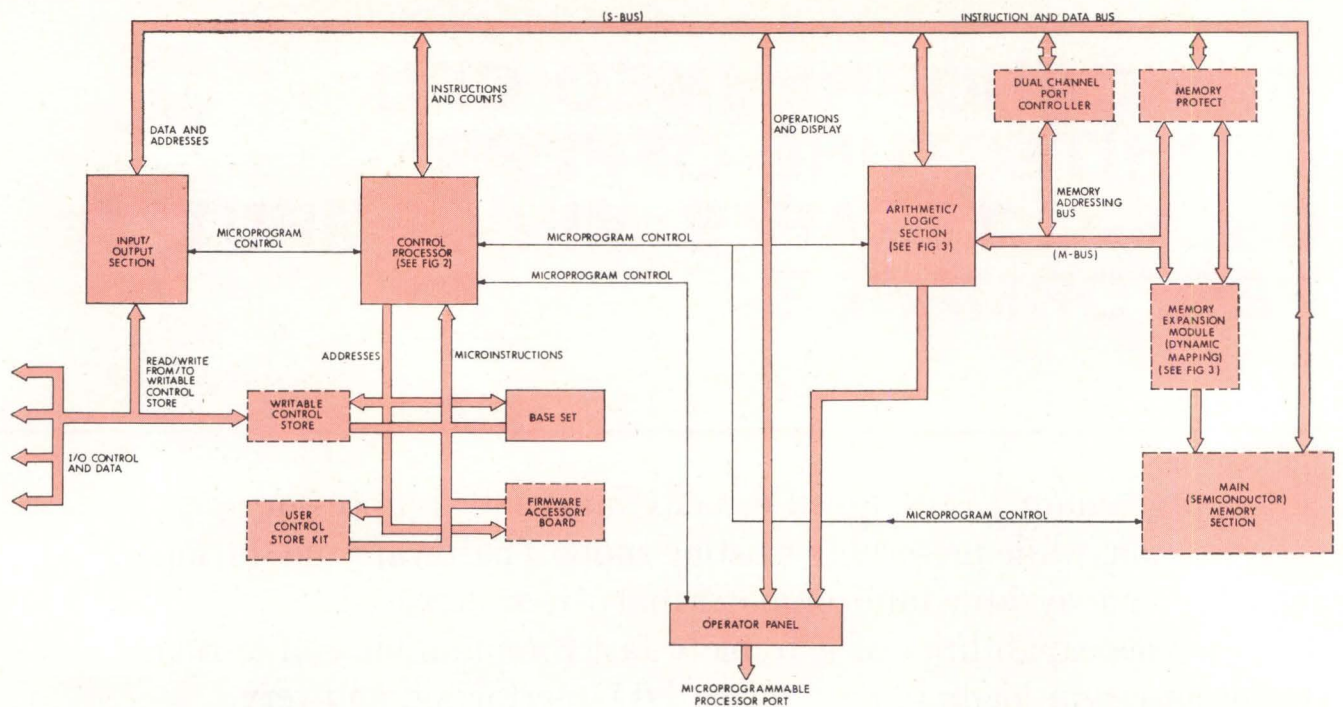 (S-BUS)
INSTRUCTION AND DATA BUS
DATA AND
ADDRESSES
INSTRUCTIONS
AND COUNTS
OPERATIONS
AND DISPLAY
DUAL CHANNEL
PORT
CONTROLLER
MEMORY
PROTECT
INPUT/
OUTPUT
SECTION
MICROPROGRAM
CONTROL
CONTROL
PROCESSOR
(SEE FIG 2)
MICROPROGRAM CONTROL
MICROPROGRAM CONTROL
ARITHMETIC/
LOGIC
SECTION
(SEE FIG 3)
MEMORY
ADDRESSING
BUS
(M-BUS)
MEMORY
EXPANSION
MODULE
(DYNAMIC
MAPPING)
(SEE FIG 3)
READ/WRITE
FROM/TO
WRITABLE
CONTROL
STORE
ADDRESSES
MICROINSTRUCTIONS
WRITABLE
CONTROL
STORE
BASE SET
I/O CONTROL
AND DATA
USER
CONTROL
STORE KIT
FIRMWARE
ACCESSORY
BOARD
MICROPROGRAM CONTROL
MAIN
(SEMICONDUCTOR)
MEMORY
SECTION
OPERATOR PANEL
MICROPROGRAMMABLE
PROCESSOR PORT